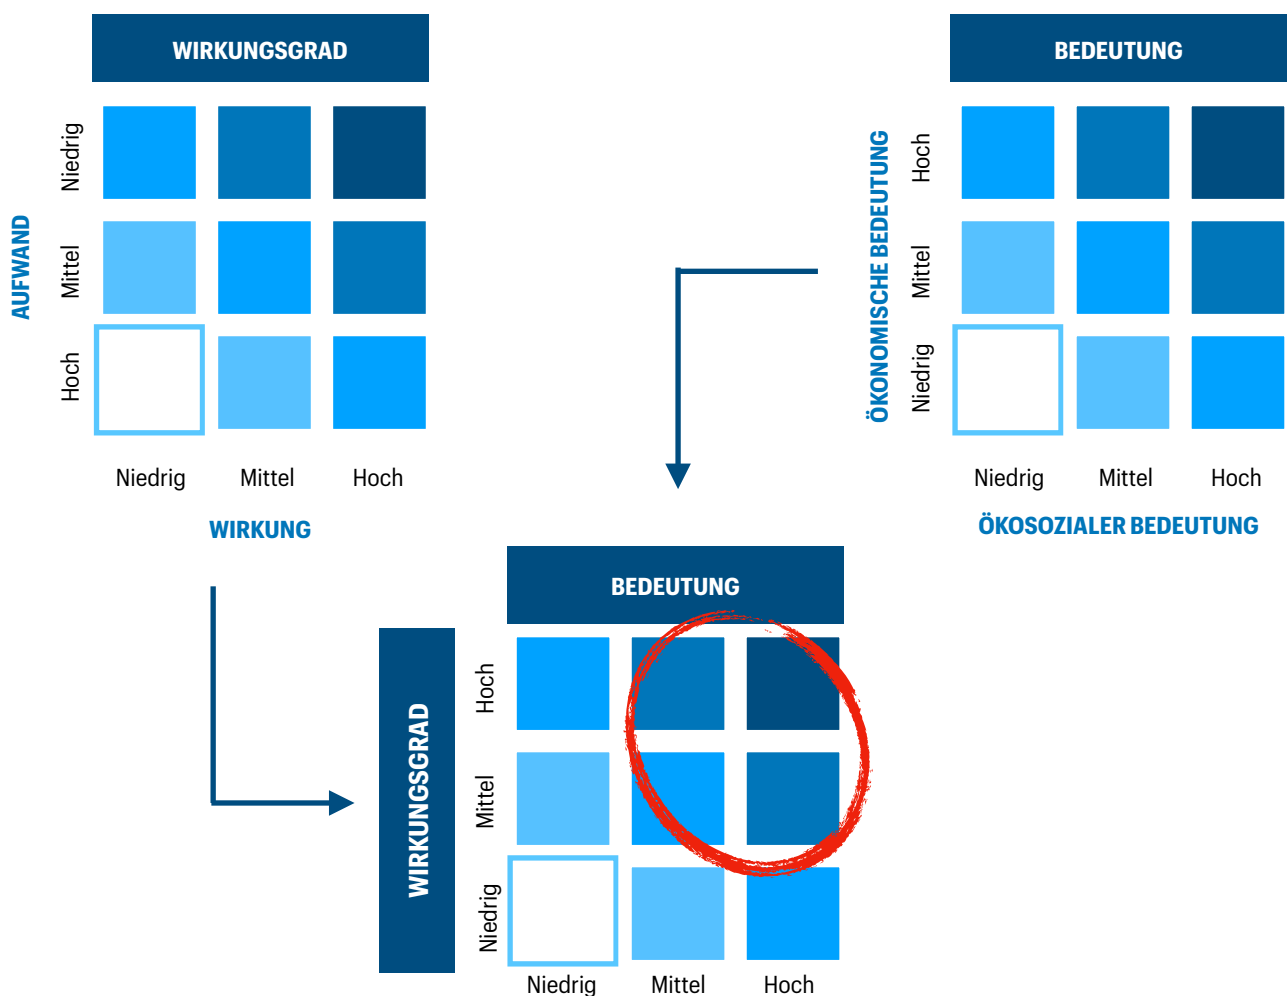 WIRKUNGSGRAD
AUFWAND
Niedrig
Mittel
Hoch
Niedrig Mittel Hoch
WIRKUNG
BEDEUTUNG
ÖKONOMISCHE BEDEUTUNG
Hoch
Mittel
Niedrig
Niedrig Mittel Hoch
ÖKOSOZIALER BEDEUTUNG
BEDEUTUNG
WIRKUNGSGRAD
Hoch
Mittel
Niedrig
Niedrig Mittel Hoch